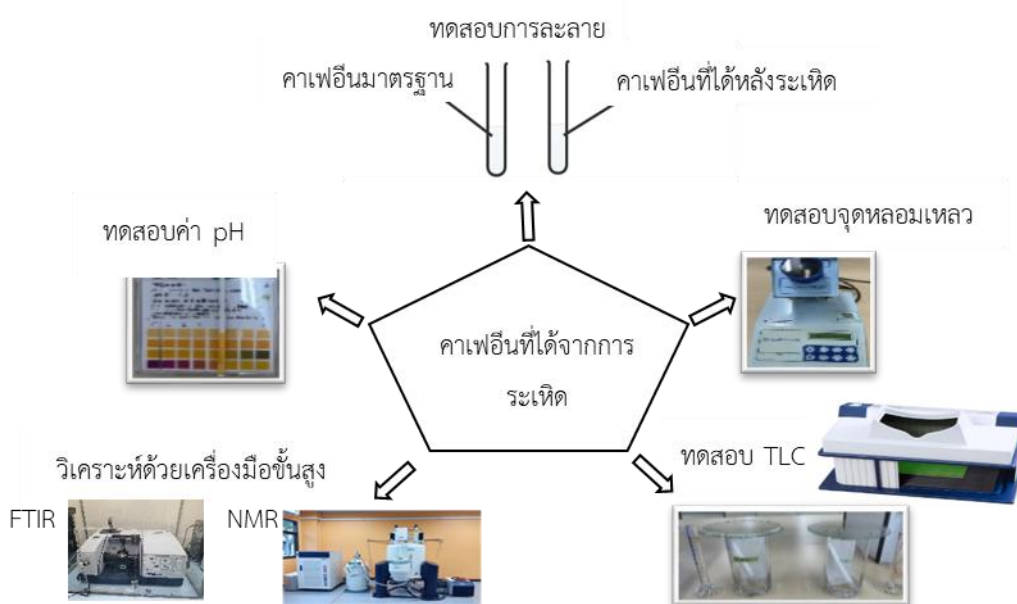 ทดสอบการละลาย
คาเฟอีนมาตรฐาน
คาเฟอีนที่ได้หลังระเหิด
ทดสอบค่า pH
ทดสอบจุดหลอมเหลว
คาเฟอีนที่ได้จากการ
ระเหิด
วิเคราะห์ด้วยเครื่องมือขั้นสูง
ทดสอบ TLC
FTIR
NMR